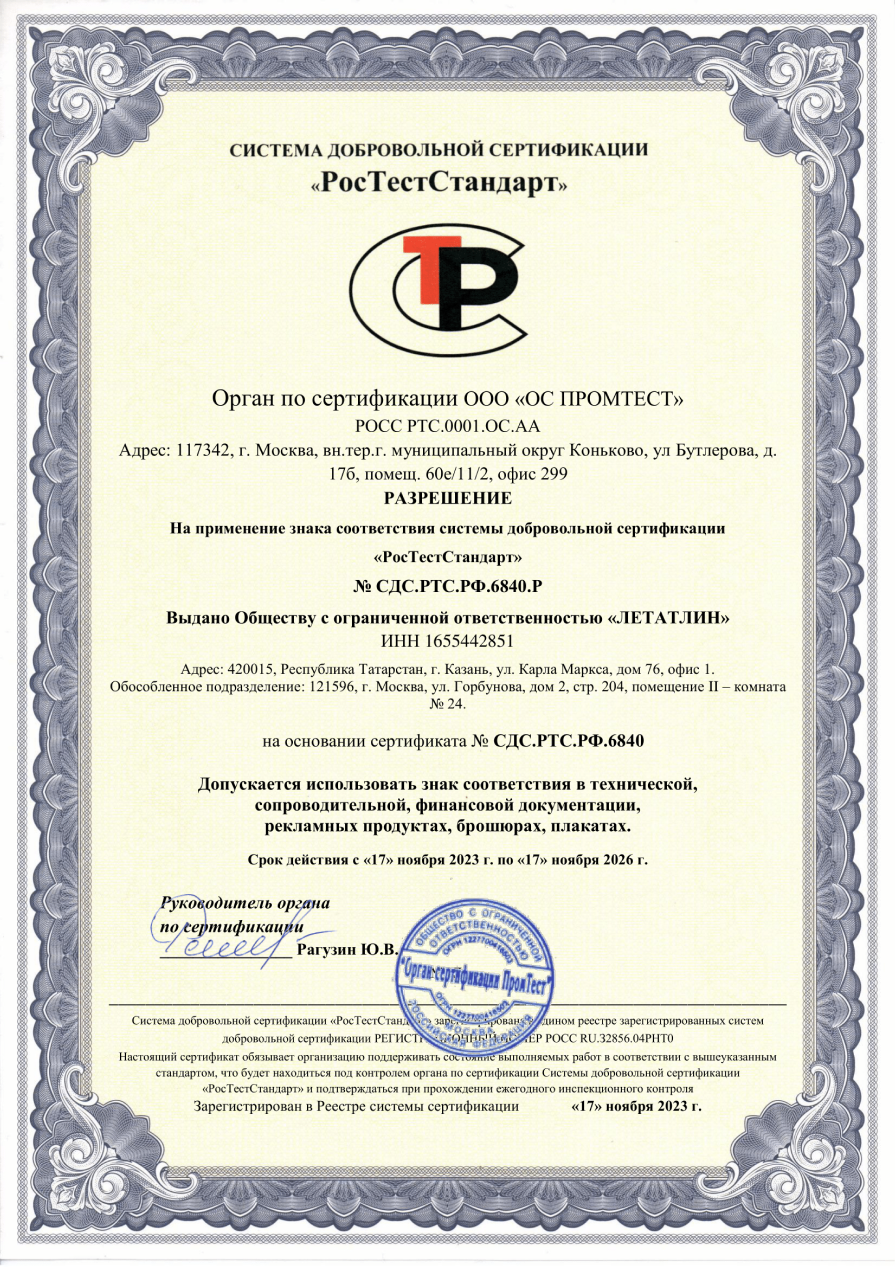 СИСТЕМА ДОБРОВОЛЬНОЙ СЕРТИФИКАЦИИ
«РосТестСтандарт»
ТР
С
Орган по сертификации ООО «ОС ПРОМТЕСТ»
РОСС РТС.0001.ОС.АА
Адрес: 117342, г. Москва, вн.тер.г. муниципальный округ Коньково, ул Бутлерова, д.
17б, помещ. 60е/11/2, офис 299
РАЗРЕШЕНИЕ
На применение знака соответствия системы добровольной сертификации
«РосТестСтандарт»
№ СДС.РТС.РФ.6840.Р
Выдано Обществу с ограниченной ответственностью «ЛЕТАТЛИН»
ИНН 1655442851
Адрес: 420015, Республика Татарстан, г. Казань, ул. Карла Маркса, дом 76, офис 1.
Обособленное подразделение: 121596, г. Москва, ул. Горбунова, дом 2, стр. 204, помещение II – комната
№ 24.
на основании сертификата № СДС.РТС.РФ.6840
Допускается использовать знак соответствия в технической,
сопроводительной, финансовой документации,
рекламных продуктах, брошюрах, плакатах.
Срок действия с «17» ноября 2023 г. по «17» ноября 2026 г.
Руководитель органа
по сертификации
Рагузин Ю.В.
ОБЩЕСТВО С ОГРАНИЧЕННОЙ
ОТВЕТСТВЕННОСТЬЮ
"Орган-сертификации ПромТест"
МОСКВА
РОССИЙСКАЯ ФЕДЕРАЦИЯ
Система добровольной сертификации «РосТестСтандарт» в едином реестре зарегистрированных систем
добровольной сертификации РЕГИСТРАЦИОННЫЙ НОМЕР РОСС RU.32856.04РНТ0
Настоящий сертификат обязывает организацию поддерживать состояние выполняемых работ в соответствии с вышеуказанным
стандартом, что будет находиться под контролем органа по сертификации Системы добровольной сертификации
«РосТестСтандарт» и подтверждаться при прохождении ежегодного инспекционного контроля
Зарегистрирован в Реестре системы сертификации «17» ноября 2023 г.